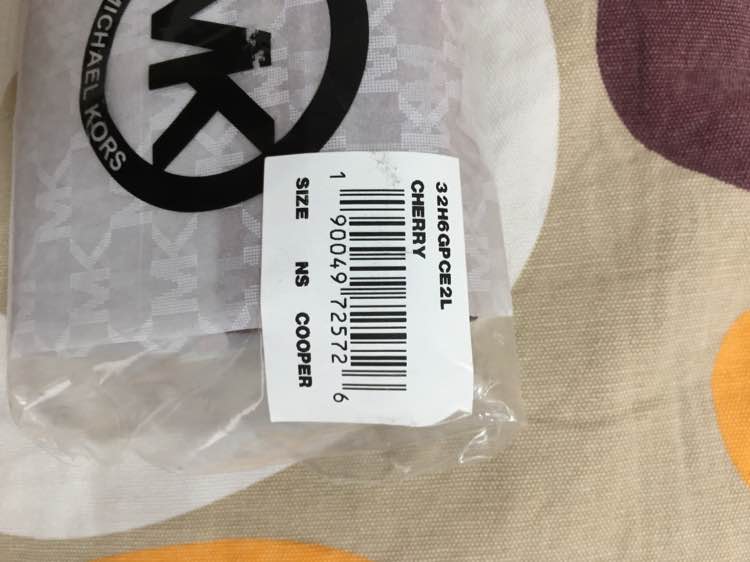 MK
MICHAEL KORS
32H6GPCE2L
CHERRY
1 90049 72572 6
SIZE NS COOPER